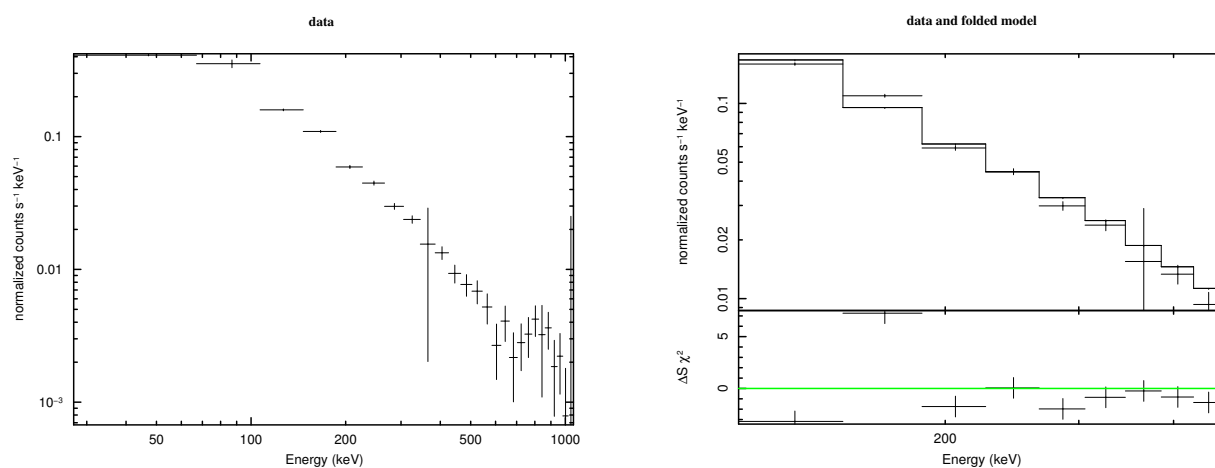 data
normalized counts s⁻¹ keV⁻¹
0.1
0.01
10⁻³
50
100
200
500
1000
Energy (keV)
data and folded model
normalized counts s⁻¹ keV⁻¹
0.1
0.05
0.02
0.01
ΔS χ²
5
0
200
Energy (keV)